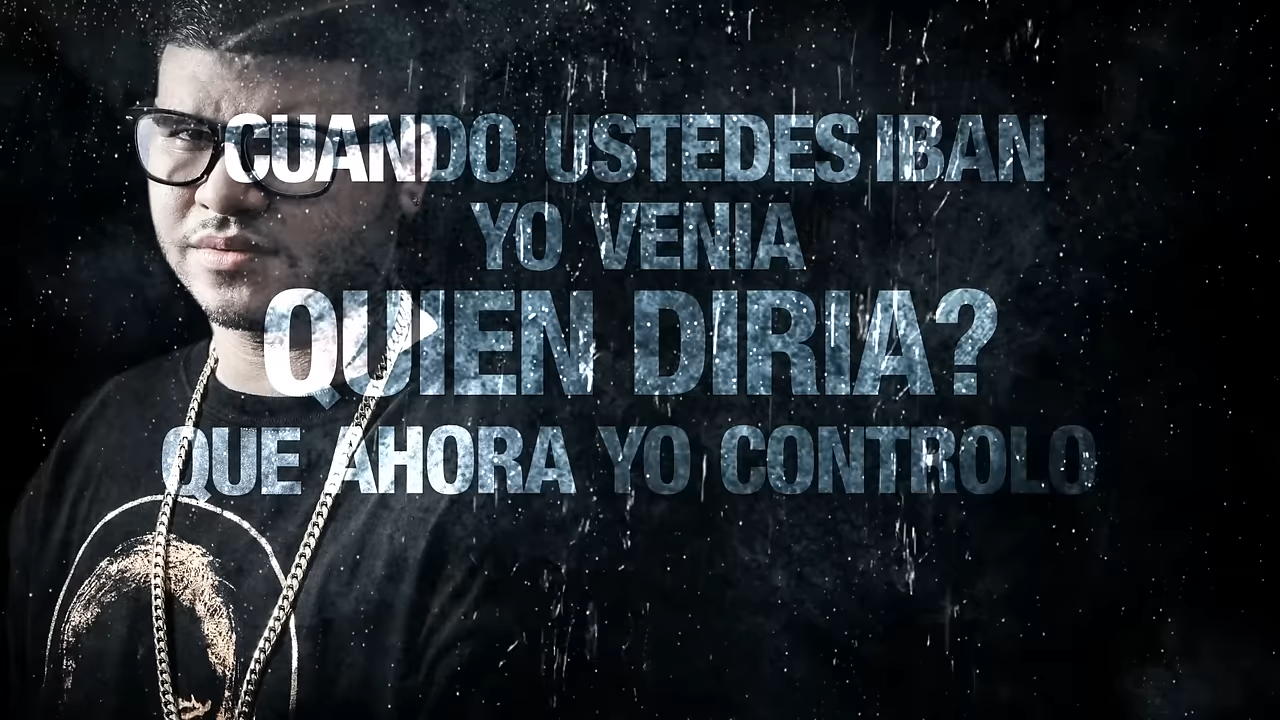 CUANDO USTEDES IBAN
YO VENIA
QUIEN DIRIA?
QUE AHORA YO CONTROLO